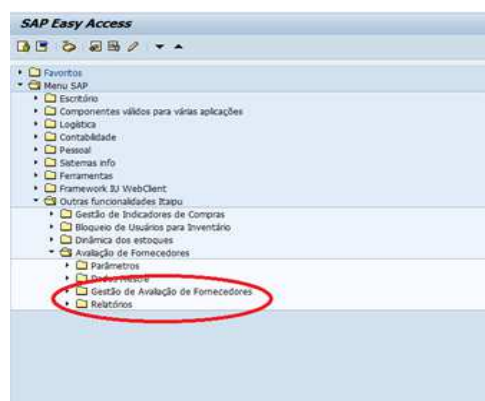 SAP Easy Access
Favoritos
Menu SAP
Escritório
Componentes válidos para várias aplicações
Logística
Contabilidade
Pessoal
Sistemas info
Ferramentas
Framework IU WebClient
Outras funcionalidades Itaipu
Gestão de Indicadores de Compras
Bloqueio de Usuários para Inventário
Dinâmica dos estoques
Avaliação de Fornecedores
Parâmetros
Dados Mestre
Gestão de Avaliação de Fornecedores
Relatórios